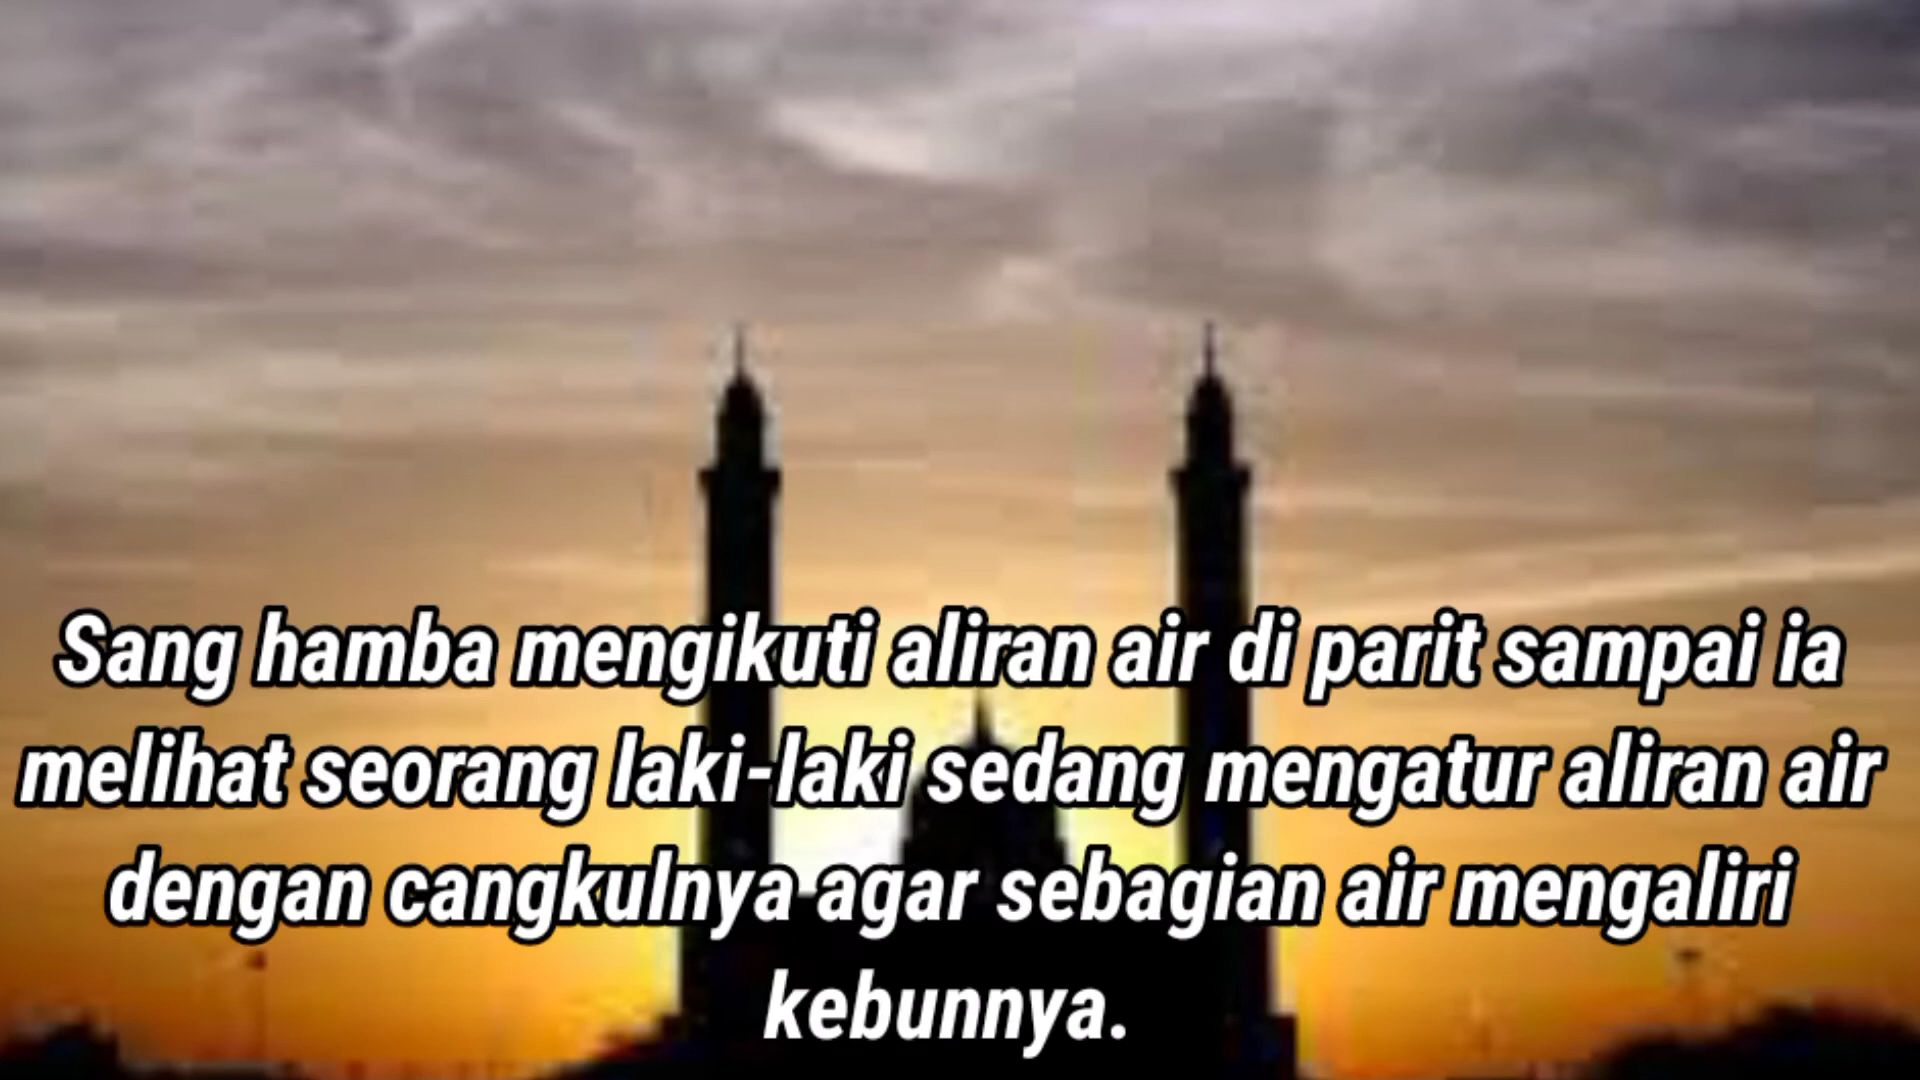 Sang hamba mengikuti aliran air di parit sampai ia
melihat seorang laki-laki sedang mengatur aliran air
dengan cangkulnya agar sebagian air mengaliri
kebunnya.